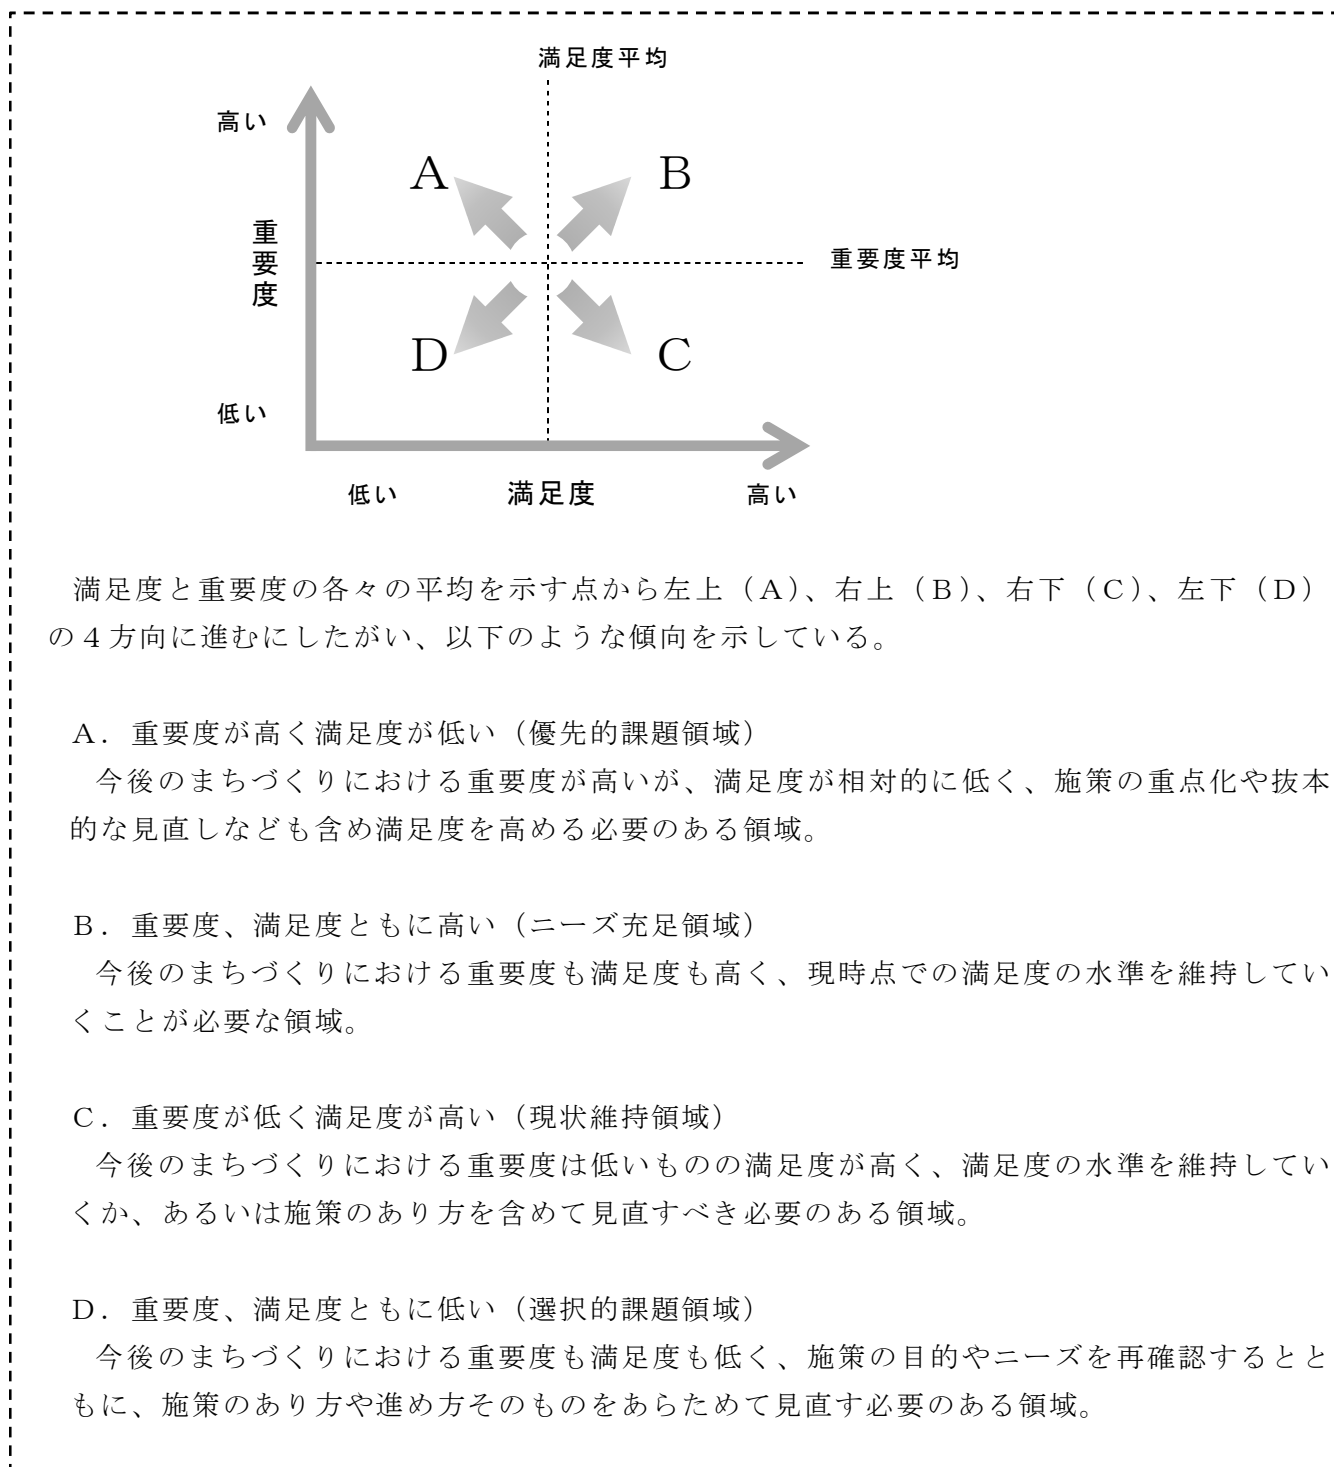 満足度平均
高い
A
B
重要度
重要度平均
D
C
低い
低い
満足度
高い
満足度と重要度の各々の平均を示す点から左上（A）、右上（B）、右下（C）、左下（D）
の４方向に進むにしたがい、以下のような傾向を示している。
A．重要度が高く満足度が低い（優先的課題領域）
今後のまちづくりにおける重要度が高いが、満足度が相対的に低く、施策の重点化や抜本
的な見直しなども含め満足度を高める必要のある領域。
B．重要度、満足度ともに高い（ニーズ充足領域）
今後のまちづくりにおける重要度も満足度も高く、現時点での満足度の水準を維持してい
くことが必要な領域。
C．重要度が低く満足度が高い（現状維持領域）
今後のまちづくりにおける重要度は低いものの満足度が高く、満足度の水準を維持してい
くか、あるいは施策のあり方を含めて見直すべき必要のある領域。
D．重要度、満足度ともに低い（選択的課題領域）
今後のまちづくりにおける重要度も満足度も低く、施策の目的やニーズを再確認するとと
もに、施策のあり方や進め方そのものをあらためて見直す必要のある領域。